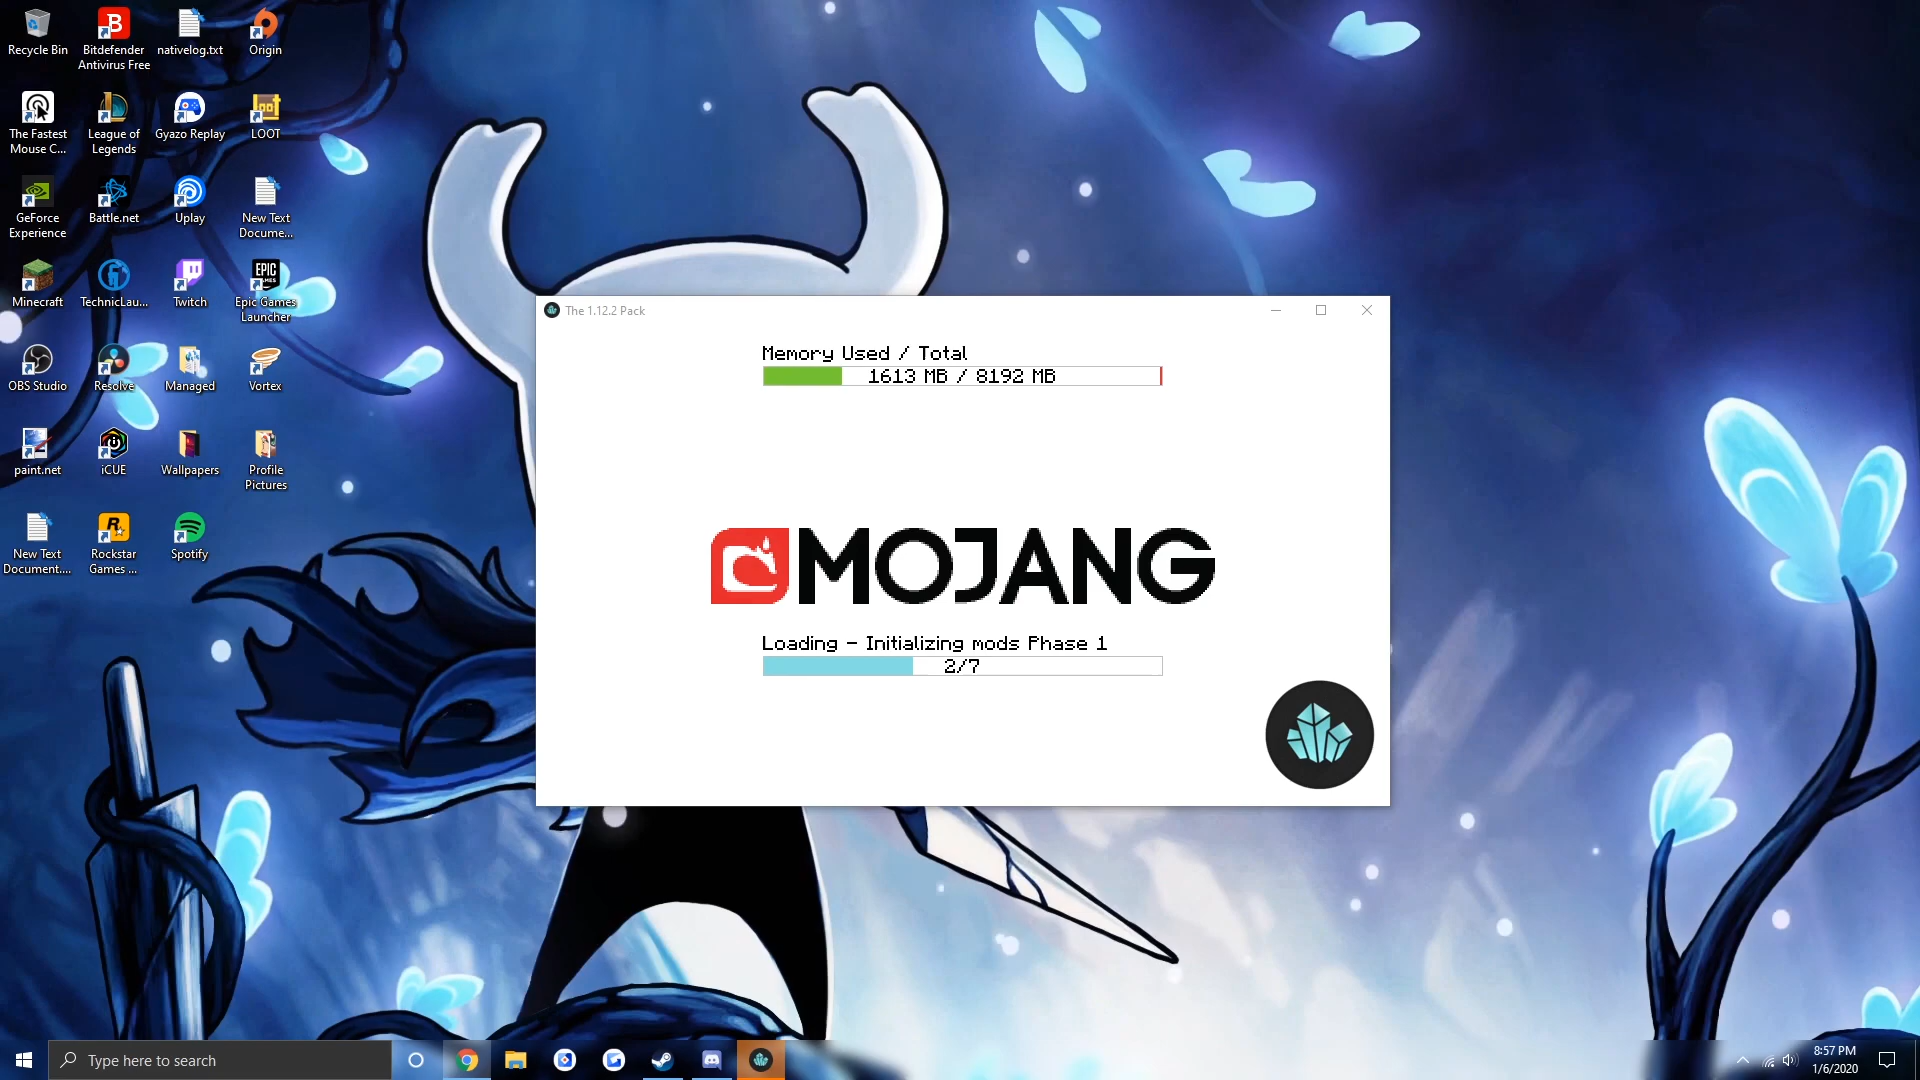 Recycle Bin
Bitdefender
Antivirus Free
nativelog.txt
Origin
The Fastest
Mouse C...
League of
Legends
Gyazo Replay
LOOT
GeForce
Experience
Battle.net
Uplay
New Text
Docume...
Minecraft
TechnicLau...
Twitch
EPIC
GAMES
Epic Games
Launcher
OBS Studio
Resolve
Managed
Vortex
paint.net
iCUE
Wallpapers
Profile
Pictures
New Text
Document....
Rockstar
Games ...
Spotify
The 1.12.2 Pack
Memory Used / Total
1613 MB / 8192 MB
MOJANG
Loading - Initializing mods Phase 1
2/7
Type here to search
8:57 PM
1/6/2020